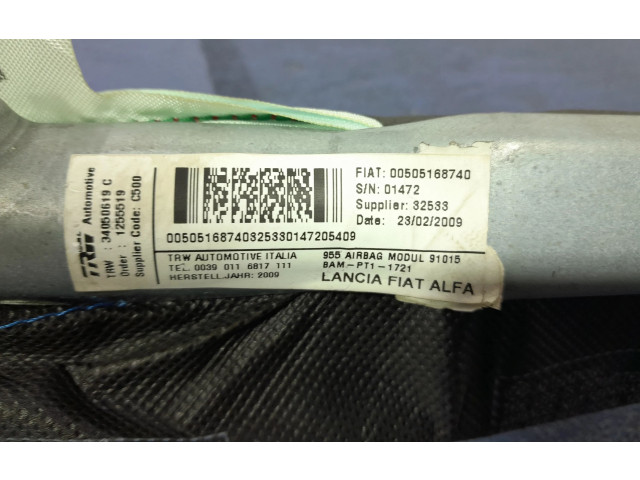 TRW Automotive
TRW : 34050619 C
Order : 1255519
Supplier Code: C500
FIAT: 00505168740
S/N: 01472
Supplier: 32533
Date: 23/02/2009
00505168740325330147205409
TRW AUTOMOTIVE ITALIA
TEL. 0039 011 6817 111
HERSTELLJAHR: 2009
955 AIRBAG MODUL 91015
BAM-PT1-1721
LANCIA FIAT ALFA